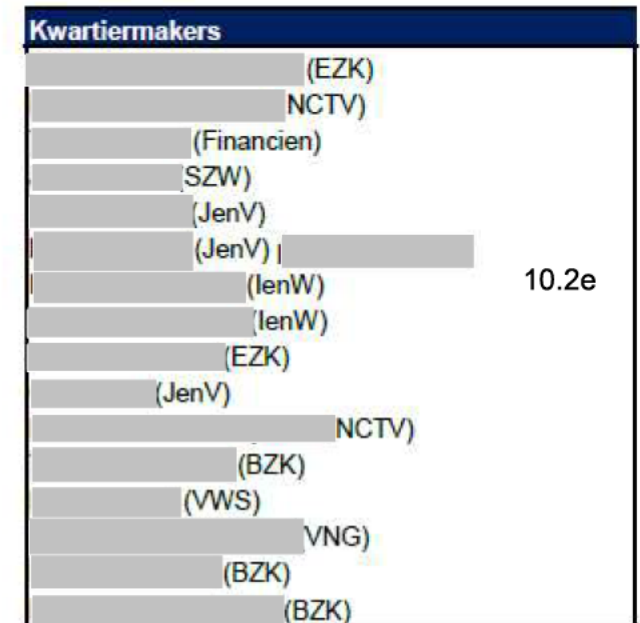 Kwartiermakers
(EZK)
NCTV)
(Financien)
(SZW)
(JenV)
(JenV)
(IenW)
10.2e
(IenW)
(EZK)
(JenV)
NCTV)
(BZK)
(VWS)
VNG)
(BZK)
(BZK)